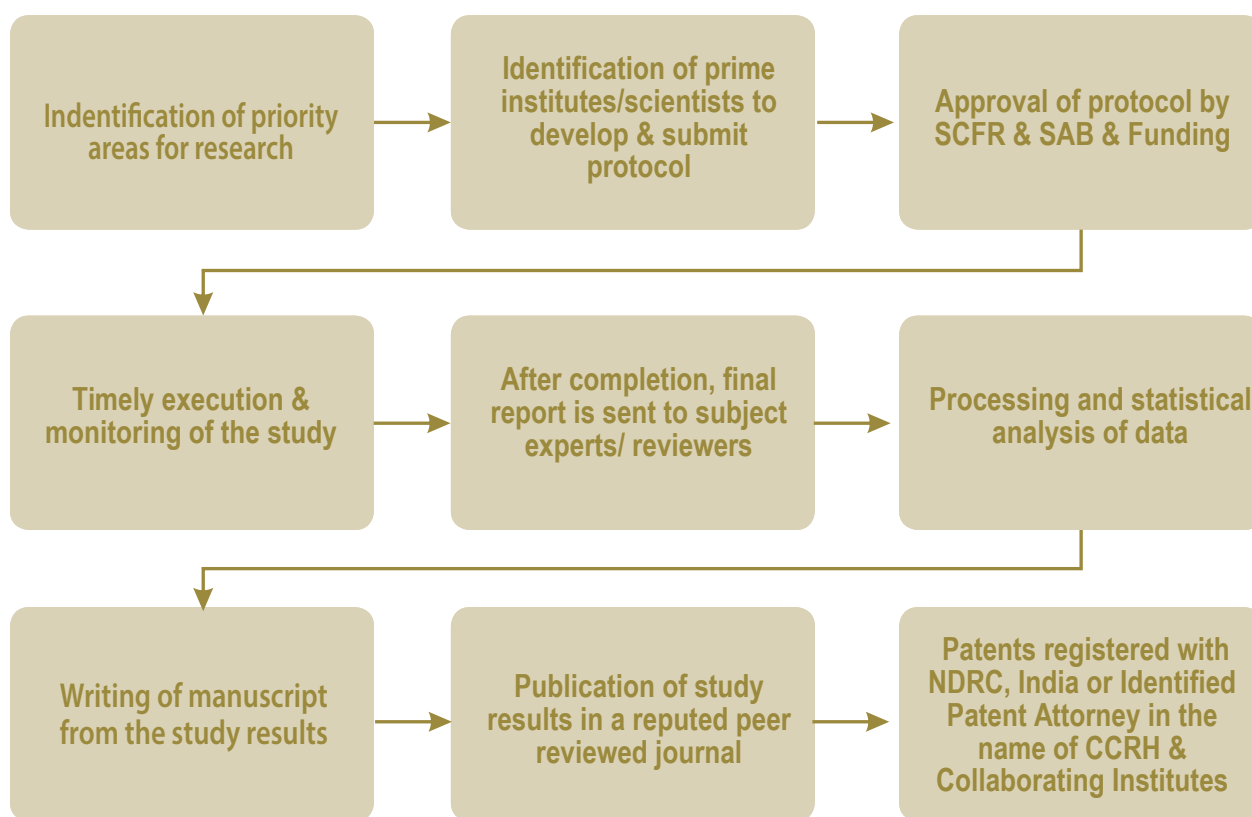 Indentification of priority
areas for research
Identification of prime
institutes/scientists to
develop & submit
protocol
Approval of protocol by
SCFR & SAB & Funding
Timely execution &
monitoring of the study
After completion, final
report is sent to subject
experts/ reviewers
Processing and statistical
analysis of data
Writing of manuscript
from the study results
Publication of study
results in a reputed peer
reviewed journal
Patents registered with
NDRC, India or Identified
Patent Attorney in the
name of CCRH &
Collaborating Institutes